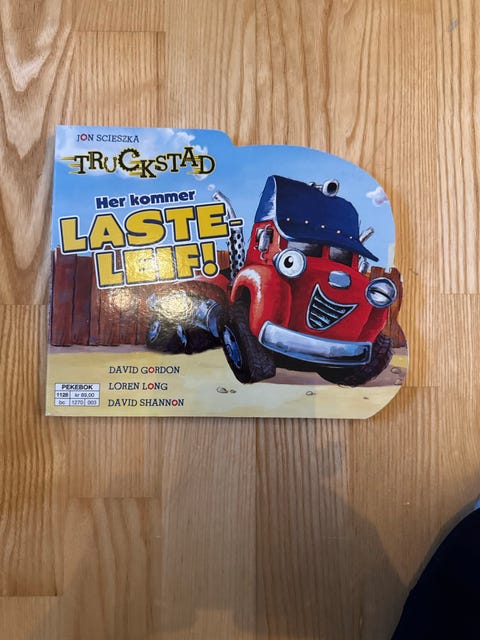 JON SCIESZKA
TRUCKSTAD
Her kommer
LASTE-
LEIF!
DAVID GORDON
LOREN LONG
DAVID SHANNON
PEKEBOK
1128 kr 89,00
bc 1270 003